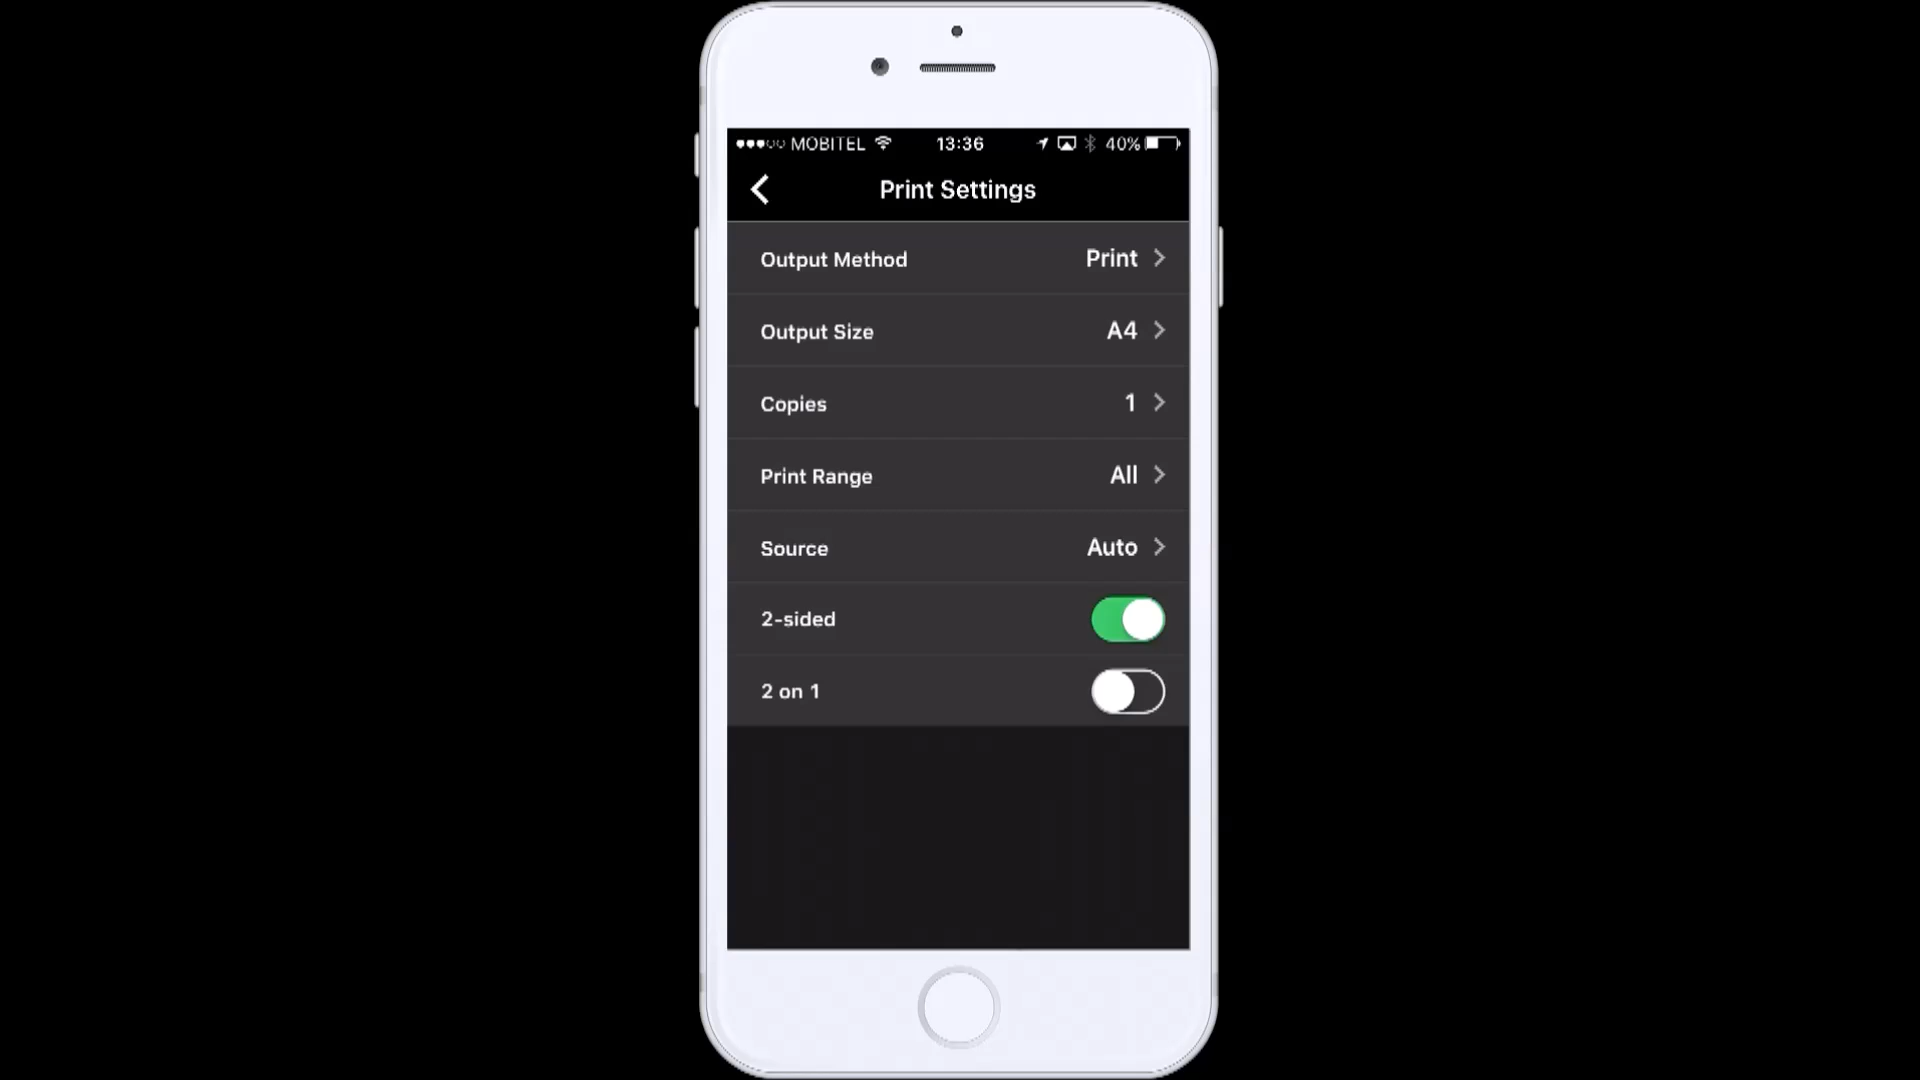 MOBITEL 13:36 40%
Print Settings
Output Method Print
Output Size A4
Copies 1
Print Range All
Source Auto
2-sided
2 on 1